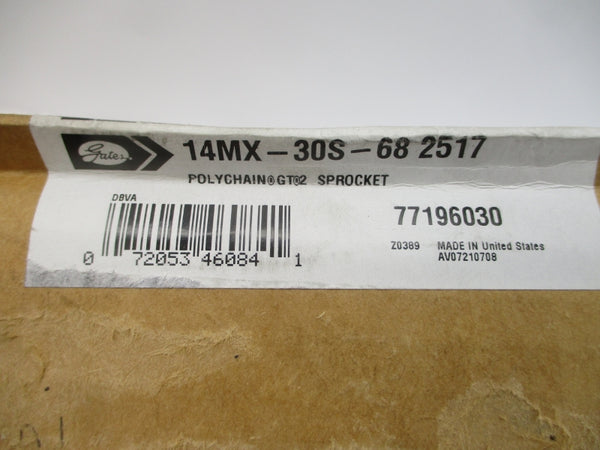 Gates
14MX-30S-68 2517
POLYCHAIN®GT®2 SPROCKET
DBVA
77196030
0 72053 46084 1
Z0389 MADE IN United States
AV07210708